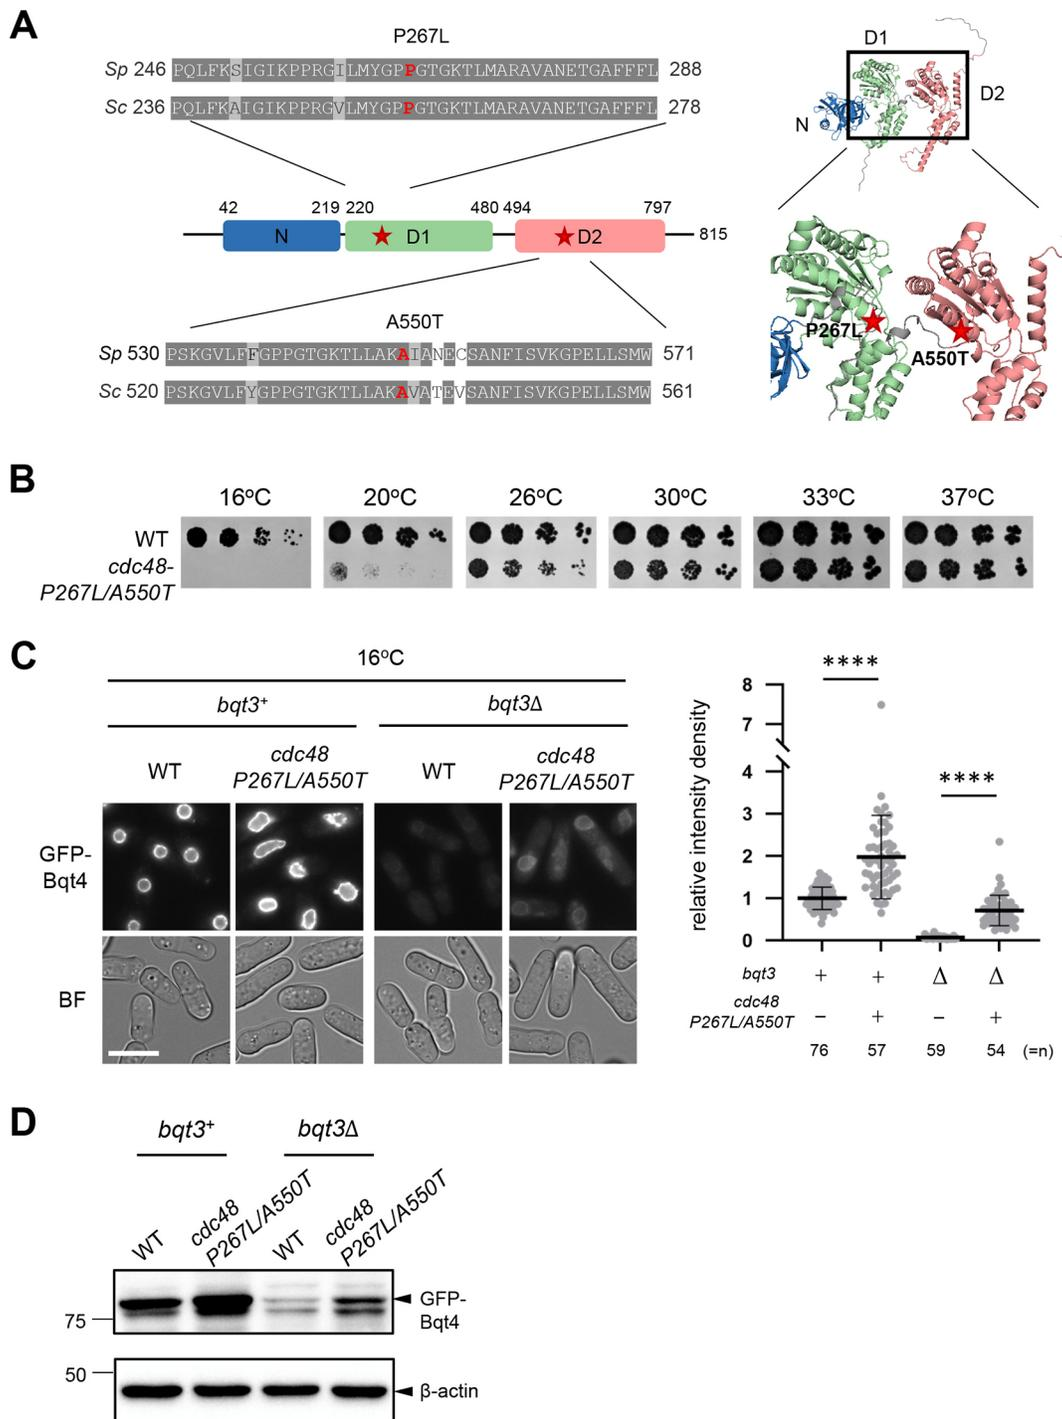 A
P267L
Sp 246 PQLFKSIGIKPPRGILMYGPPGTGKTLMARAVANETGAFFFL 288
Sc 236 PQLFKAIGIKPPRGVLMYGPPGTGKTLMARAVANETGAFFFL 278
42 219 220 480 494 797
N D1 D2 815
A550T
Sp 530 PSKGVLFFGPPGTGKTLLAKAIANECSANFISVKGPELLSMW 571
Sc 520 PSKGVLFYGPPGTGKTLLAKAVATEVSANFISVKGPELLSMW 561
D1
D2
N
P267L
A550T
B
16°C 20°C 26°C 30°C 33°C 37°C
WT
cdc48-
P267L/A550T
C
16°C
bqt3+ bqt3Δ
WT cdc48 P267L/A550T WT cdc48 P267L/A550T
GFP-
Bqt4
BF
relative intensity density
**** ****
8
7
4
3
2
1
0
bqt3 + + Δ Δ
cdc48
P267L/A550T − + − +
76 57 59 54 (=n)
D
bqt3+ bqt3Δ
WT cdc48 P267L/A550T WT cdc48 P267L/A550T
75
GFP-
Bqt4
50
β-actin